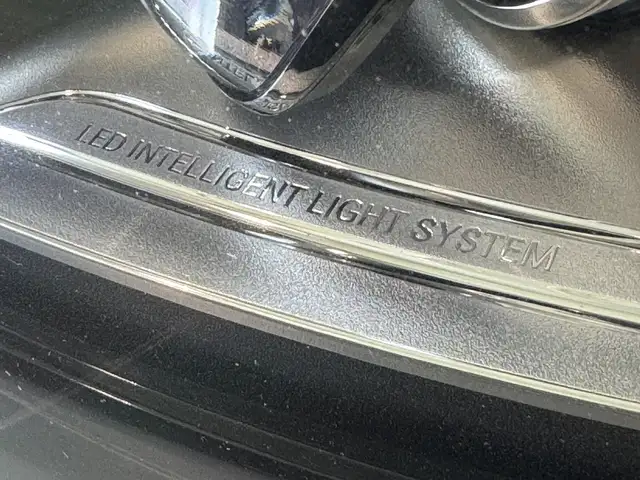 LED INTELLIGENT LIGHT SYSTEM